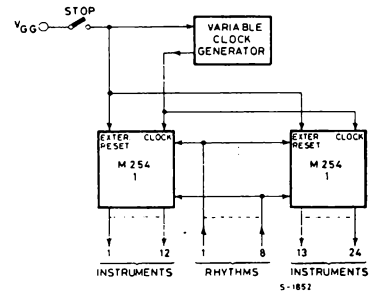 STOP
VGG
VARIABLE
CLOCK
GENERATOR
EXTER CLOCK
RESET
M 254
1
EXTER CLOCK
RESET
M 254
1
1 12 1 8 13 24
INSTRUMENTS RHYTHMS INSTRUMENTS
S-1852